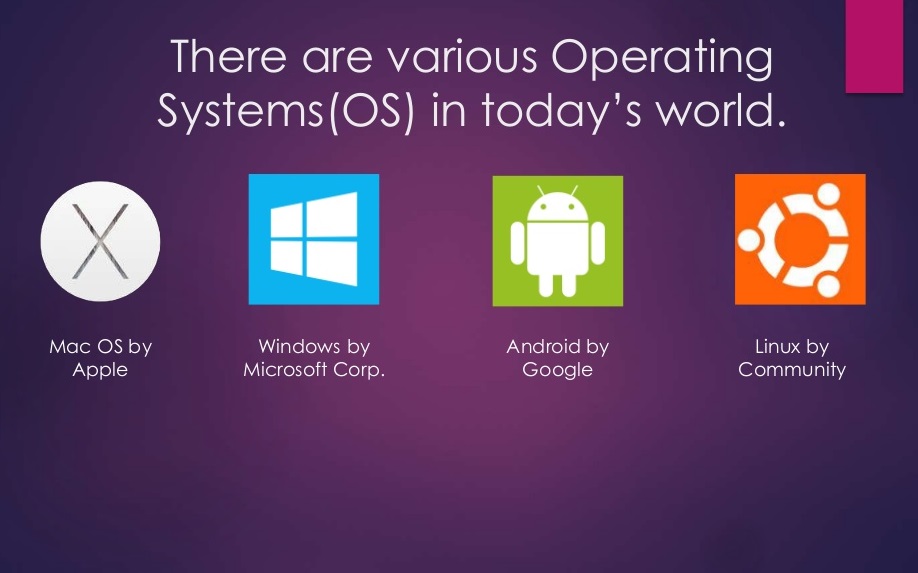 There are various Operating
Systems(OS) in today’s world.
Mac OS by
Apple
Windows by
Microsoft Corp.
Android by
Google
Linux by
Community